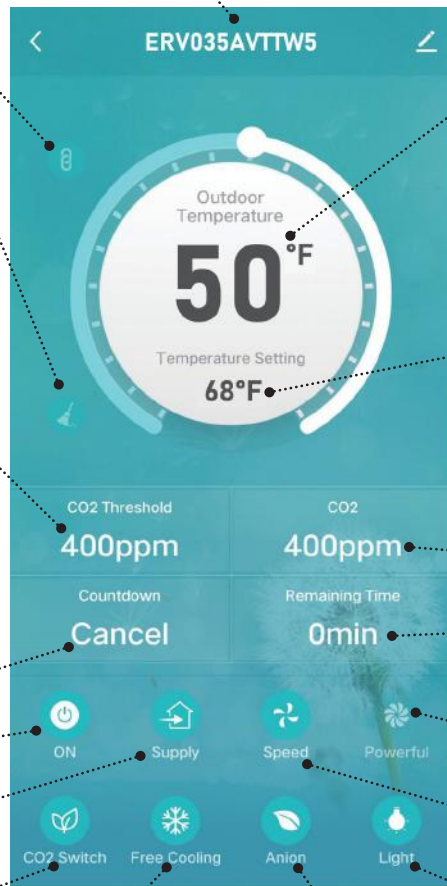 ERV035AVTTW5
Outdoor
Temperature
50°F
Temperature Setting
68°F
CO2 Threshold
CO2
400ppm
400ppm
Countdown
Remaining Time
Cancel
0min
ON
Supply
Speed
Powerful
CO2 Switch
Free Cooling
Anion
Light